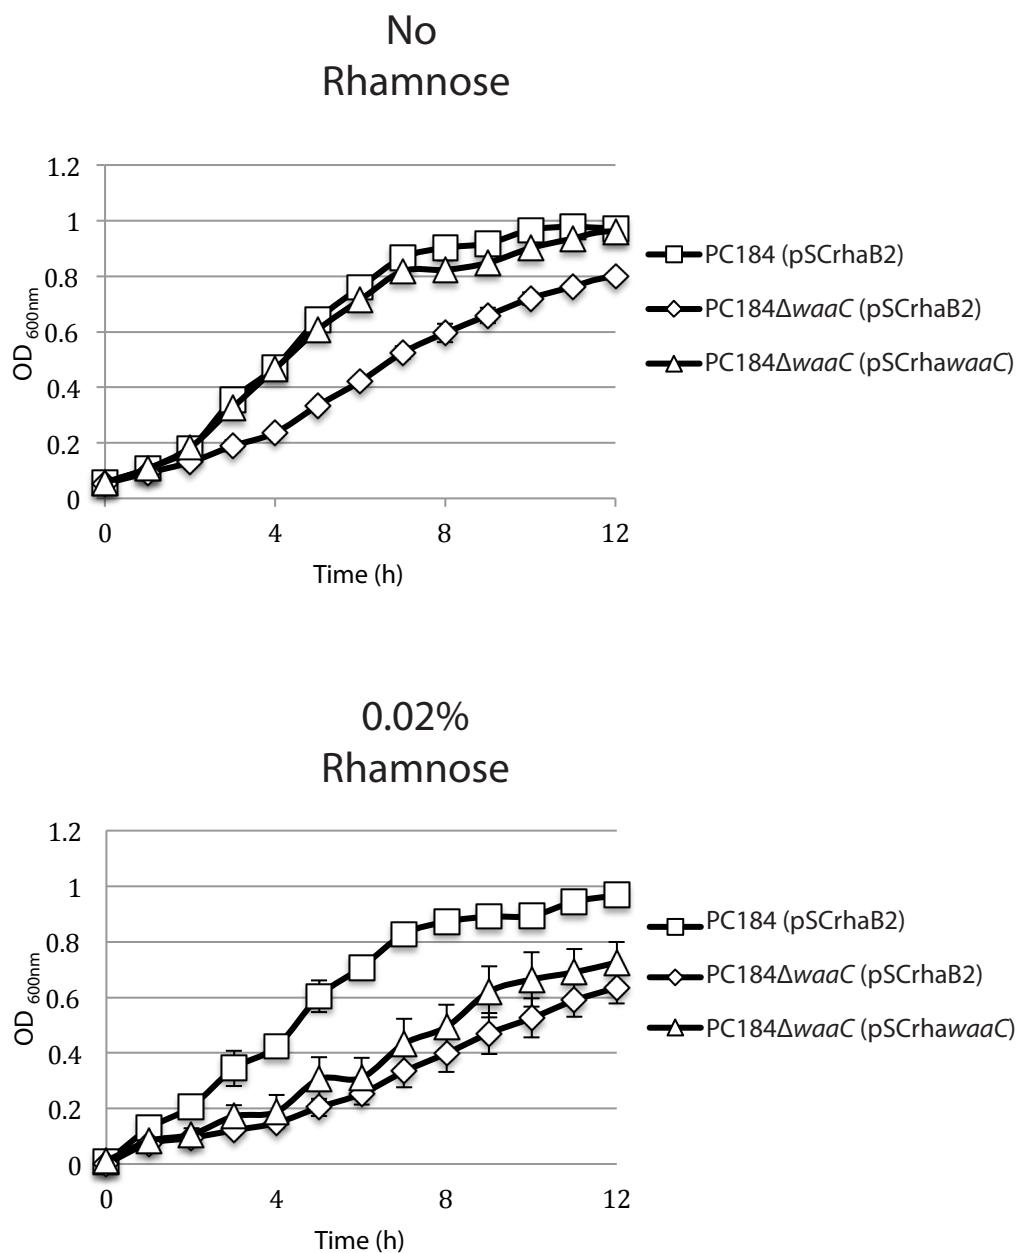 No
Rhamnose
1.2
1
0.8
0.6
0.4
0.2
0
OD 600nm
0
4
8
12
Time (h)
PC184 (pSCrhaB2)
PC184ΔwaaC (pSCrhaB2)
PC184ΔwaaC (pSCrhawaaC)
0.02%
Rhamnose
1.2
1
0.8
0.6
0.4
0.2
0
OD 600nm
0
4
8
12
Time (h)
PC184 (pSCrhaB2)
PC184ΔwaaC (pSCrhaB2)
PC184ΔwaaC (pSCrhawaaC)